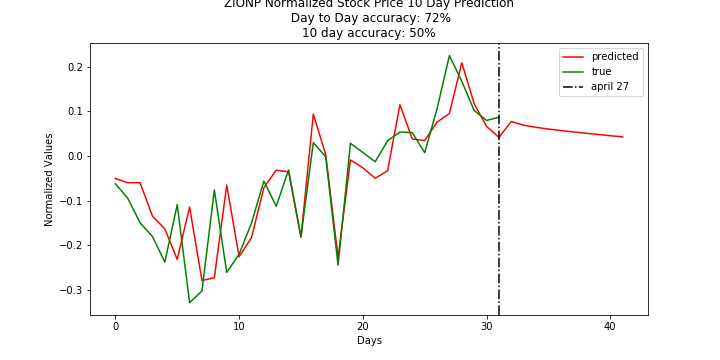 ZIONP Normalized Stock Price 10 Day Prediction
Day to Day accuracy: 72%
10 day accuracy: 50%
predicted
true
april 27
Normalized Values
0.2
0.1
0.0
−0.1
−0.2
−0.3
0
10
20
30
40
Days